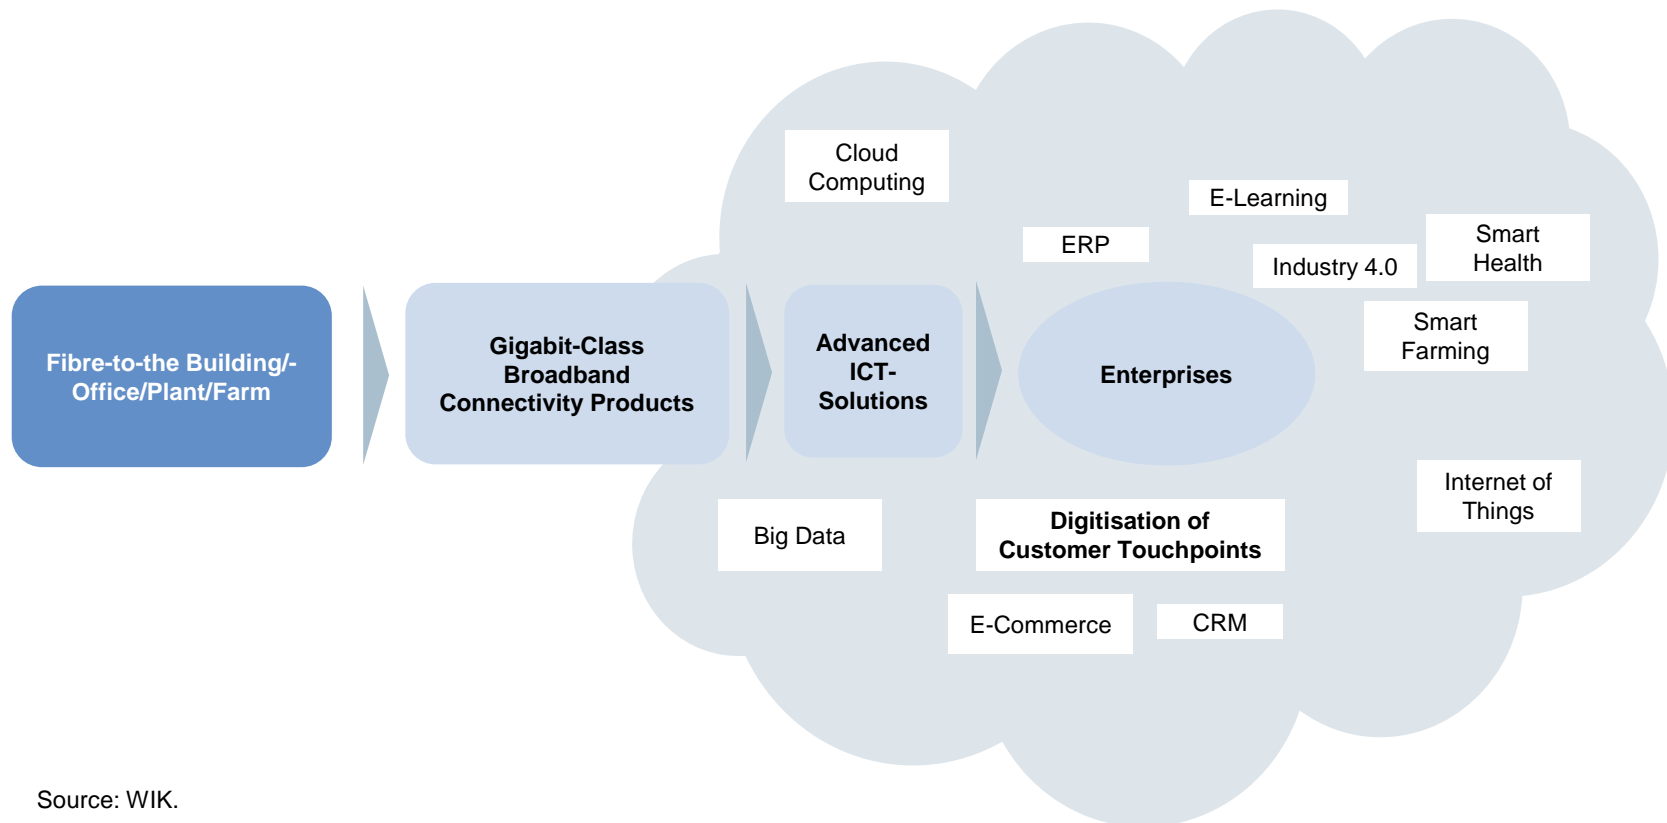 Cloud
Computing
E-Learning
ERP
Smart
Health
Industry 4.0
Smart
Farming
Fibre-to-the Building/-
Office/Plant/Farm
Gigabit-Class
Broadband
Connectivity Products
Advanced
ICT-
Solutions
Enterprises
Internet of
Things
Big Data
Digitisation of
Customer Touchpoints
E-Commerce
CRM
Source: WIK.